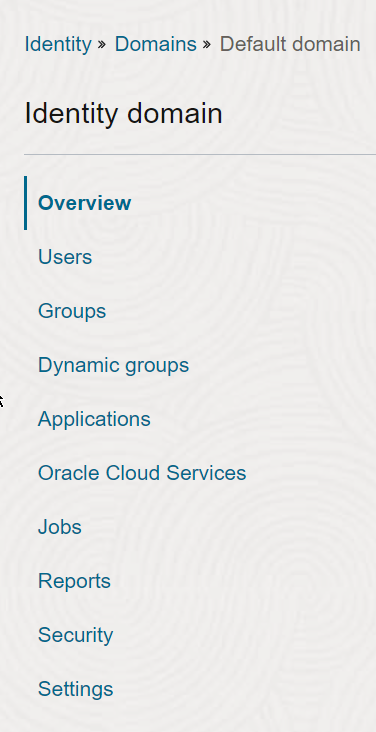 Identity » Domains » Default domain
Identity domain
Overview
Users
Groups
Dynamic groups
Applications
Oracle Cloud Services
Jobs
Reports
Security
Settings